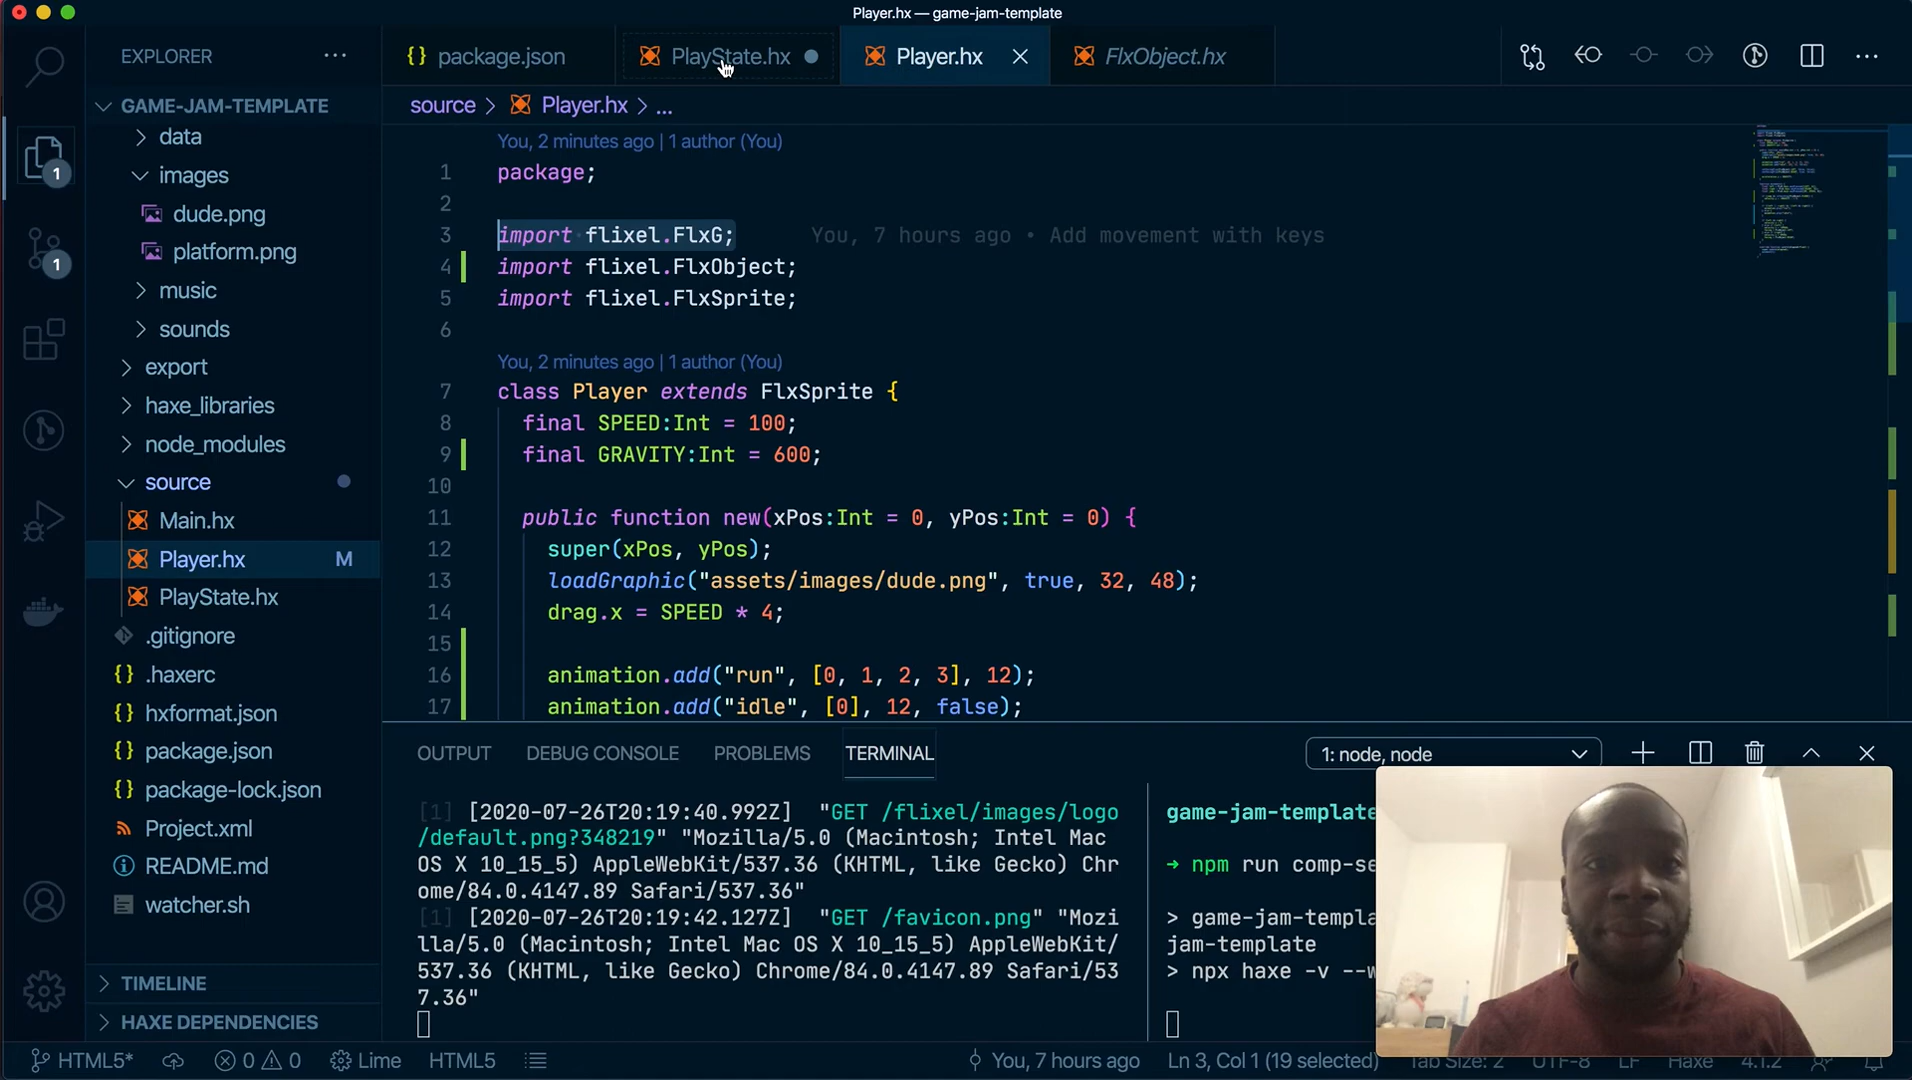 Player.hx — game-jam-template
EXPLORER
package.json
PlayState.hx
Player.hx
FlxObject.hx
GAME-JAM-TEMPLATE
data
images
dude.png
platform.png
music
sounds
export
haxe_libraries
node_modules
source
Main.hx
Player.hx M
PlayState.hx
.gitignore
.haxerc
hxformat.json
package.json
package-lock.json
Project.xml
README.md
watcher.sh
TIMELINE
HAXE DEPENDENCIES
1
1
source > Player.hx > ...
You, 2 minutes ago | 1 author (You)
1 package;
2
3 import flixel.FlxG; You, 7 hours ago • Add movement with keys
4 import flixel.FlxObject;
5 import flixel.FlxSprite;
6
You, 2 minutes ago | 1 author (You)
7 class Player extends FlxSprite {
8 final SPEED:Int = 100;
9 final GRAVITY:Int = 600;
10
11 public function new(xPos:Int = 0, yPos:Int = 0) {
12 super(xPos, yPos);
13 loadGraphic("assets/images/dude.png", true, 32, 48);
14 drag.x = SPEED * 4;
15
16 animation.add("run", [0, 1, 2, 3], 12);
17 animation.add("idle", [0], 12, false);
OUTPUT DEBUG CONSOLE PROBLEMS TERMINAL
1: node, node
[1] [2020-07-26T20:19:40.992Z] "GET /flixel/images/logo
/default.png?348219" "Mozilla/5.0 (Macintosh; Intel Mac
OS X 10_15_5) AppleWebKit/537.36 (KHTML, like Gecko) Chr
ome/84.0.4147.89 Safari/537.36"
[1] [2020-07-26T20:19:42.127Z] "GET /favicon.png" "Mozi
lla/5.0 (Macintosh; Intel Mac OS X 10_15_5) AppleWebKit/
537.36 (KHTML, like Gecko) Chrome/84.0.4147.89 Safari/53
7.36"
game-jam-template
→ npm run comp-se
> game-jam-templa
jam-template
> npx haxe -v --w
HTML5* 0 0 Lime HTML5 You, 7 hours ago Ln 3, Col 1 (19 selected) Tab Size: 2 UTF-8 LF Haxe 4.1.2